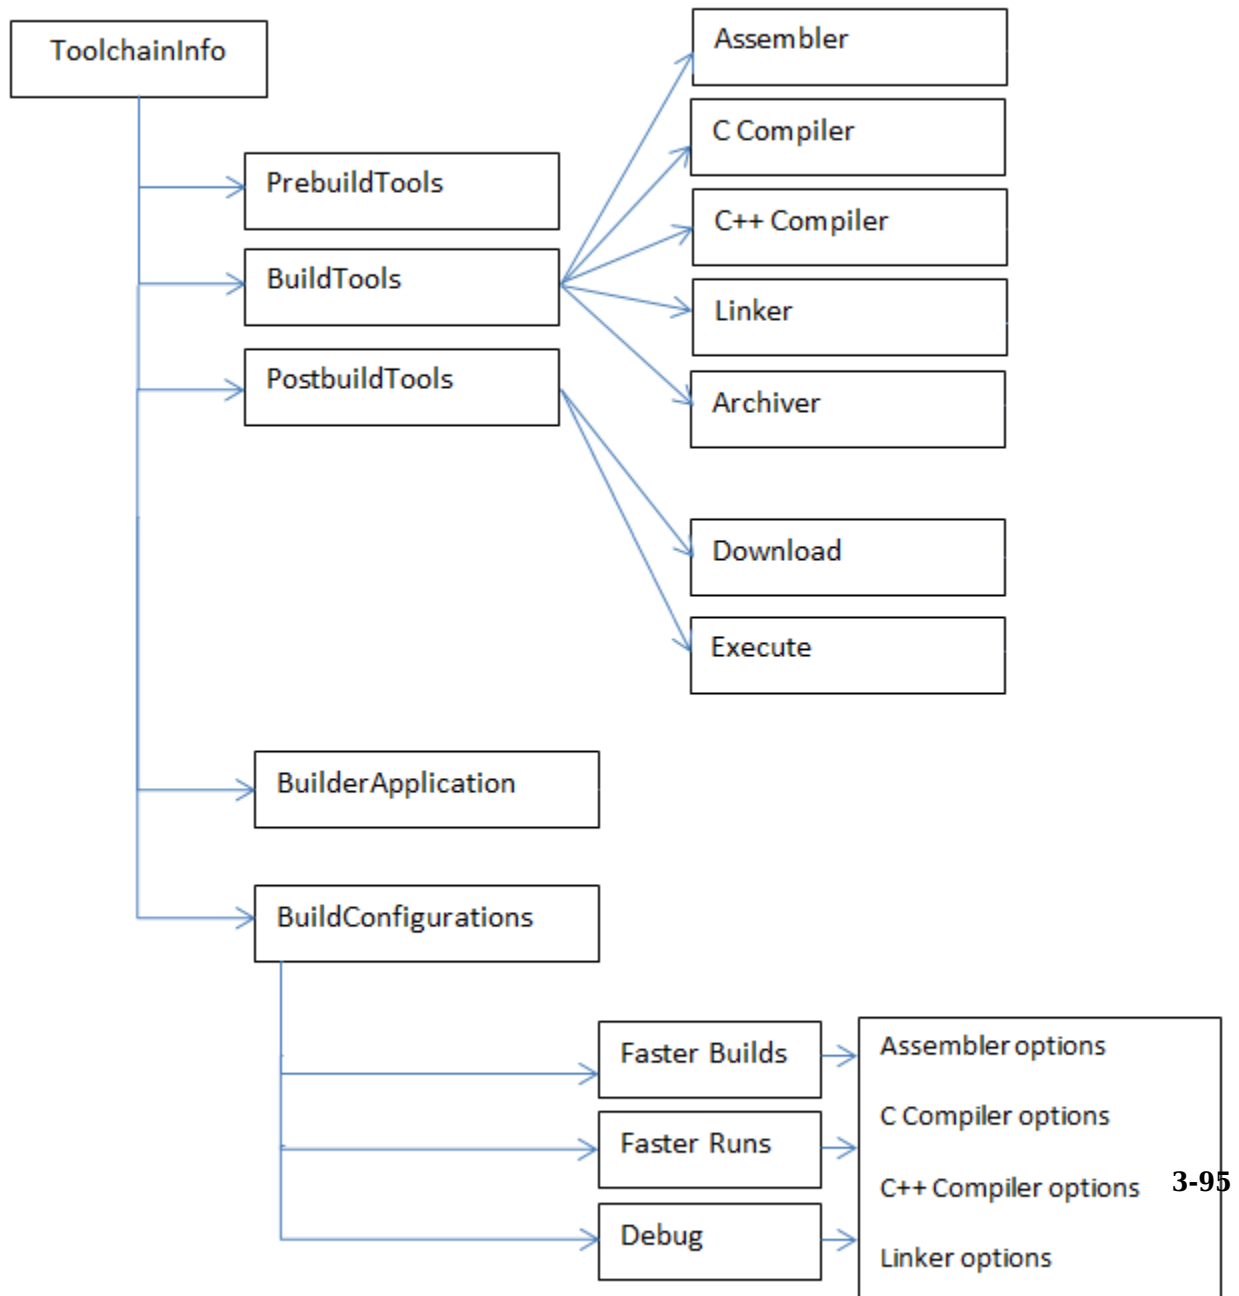 ToolchainInfo
PrebuildTools
BuildTools
PostbuildTools
Assembler
C Compiler
C++ Compiler
Linker
Archiver
Download
Execute
BuilderApplication
BuildConfigurations
Faster Builds
Faster Runs
Debug
Assembler options
C Compiler options
C++ Compiler options
Linker options
3-95